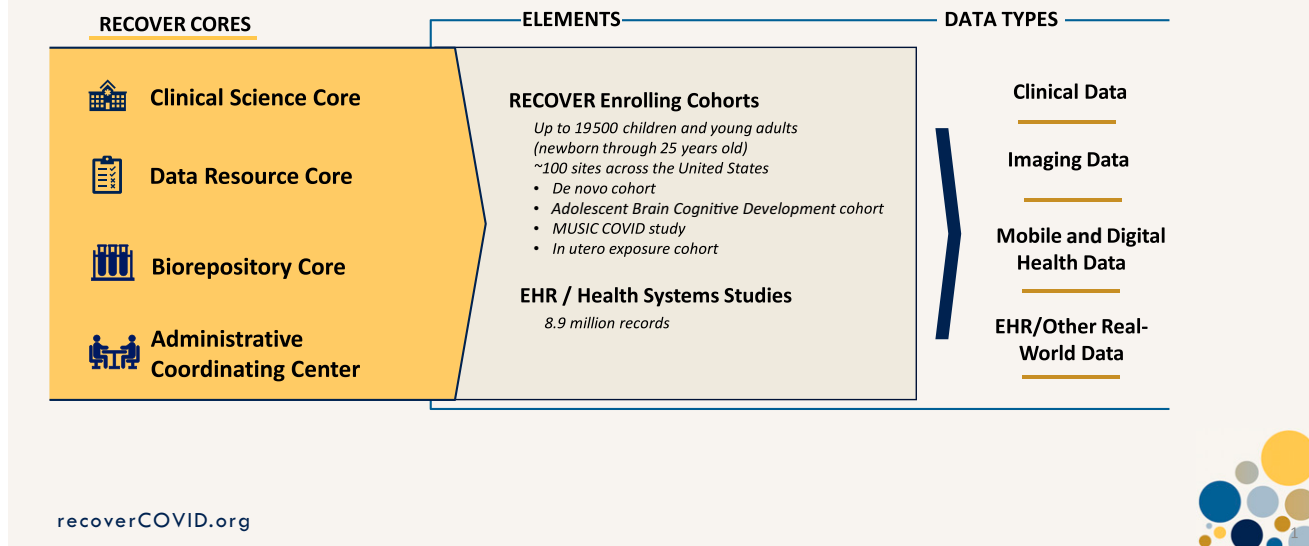 RECOVER CORES
Clinical Science Core
Data Resource Core
Biorepository Core
Administrative
Coordinating Center
ELEMENTS
RECOVER Enrolling Cohorts
Up to 19500 children and young adults
(newborn through 25 years old)
~100 sites across the United States
• De novo cohort
• Adolescent Brain Cognitive Development cohort
• MUSIC COVID study
• In utero exposure cohort
EHR / Health Systems Studies
8.9 million records
DATA TYPES
Clinical Data
Imaging Data
Mobile and Digital
Health Data
EHR/Other Real-
World Data
recoverCOVID.org
1